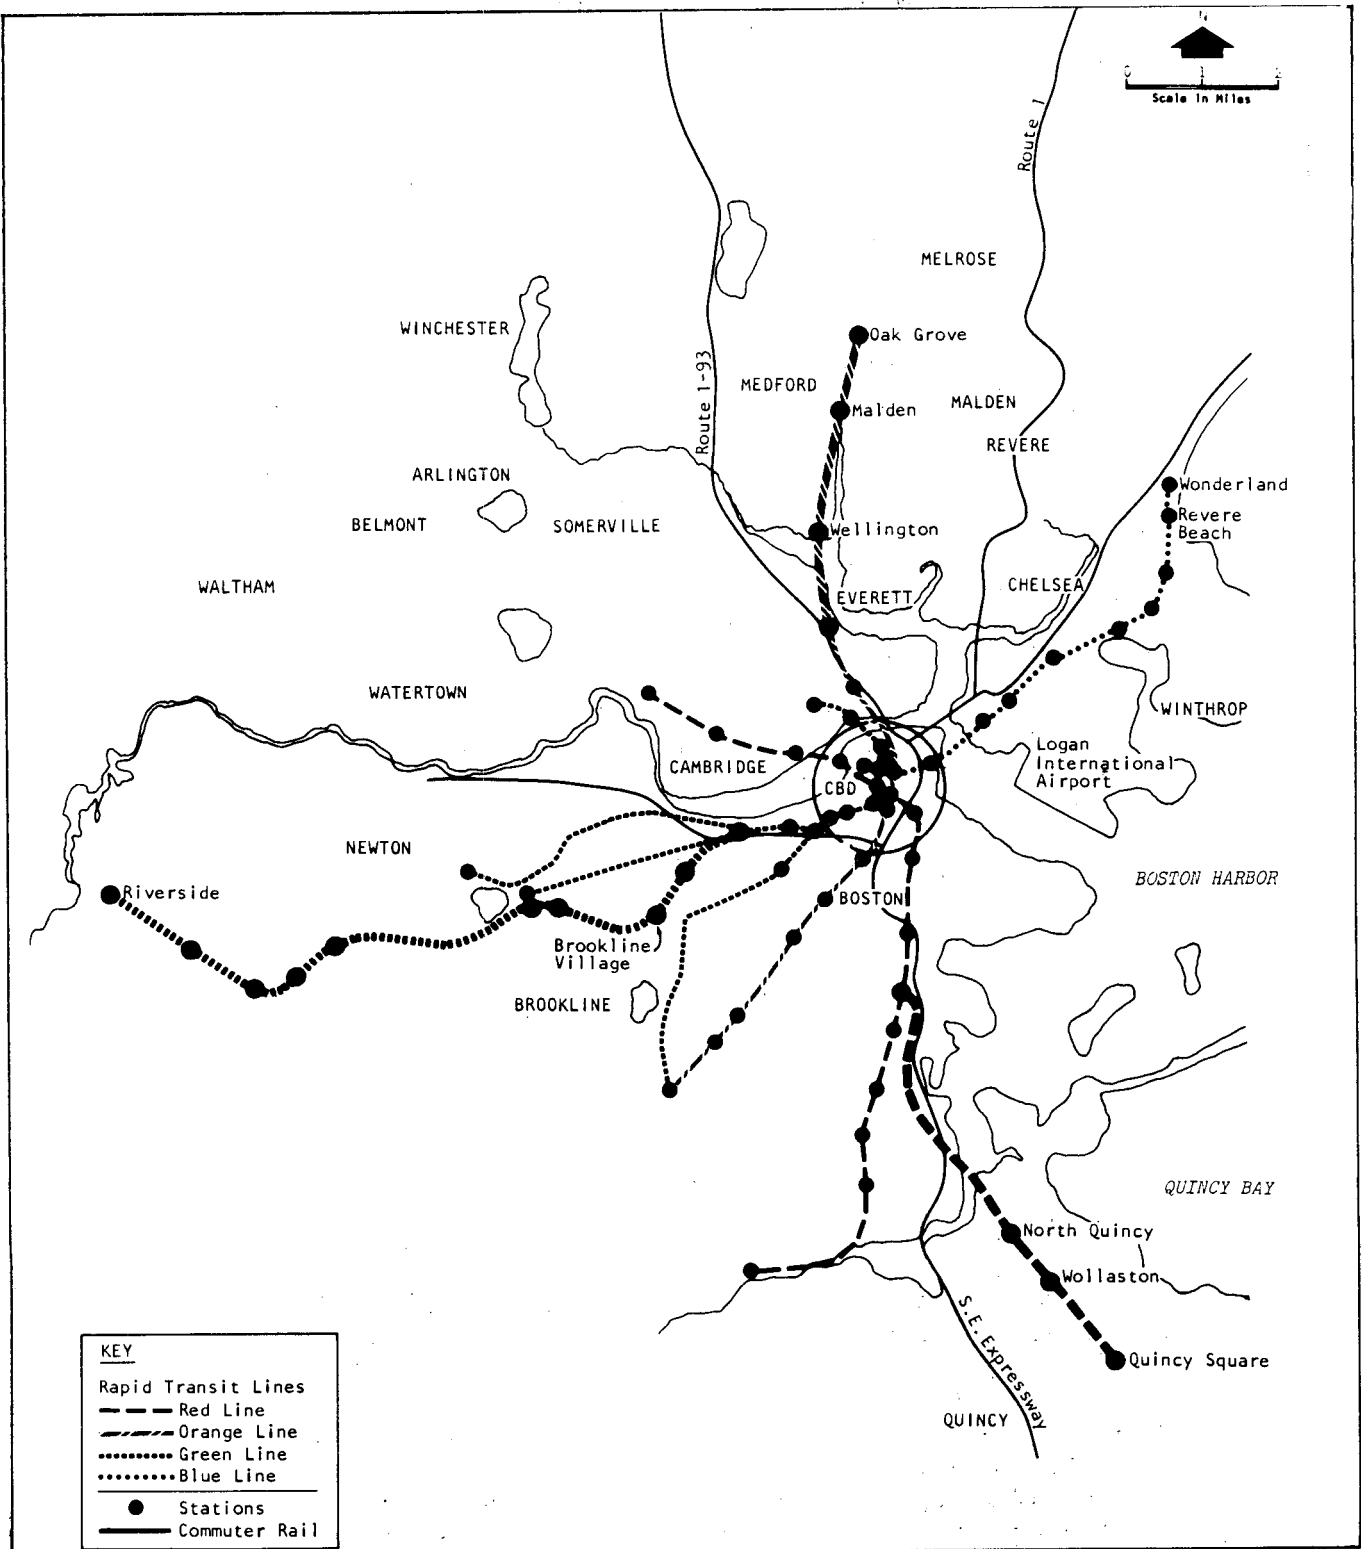 N
0 1 2
Scale in Miles
Route 1
MELROSE
WINCHESTER
Oak Grove
Route 1-93
MEDFORD
Malden
MALDEN
REVERE
ARLINGTON
Wonderland
BELMONT
SOMERVILLE
Revere
Beach
Wellington
WALTHAM
EVERETT
CHELSEA
WATERTOWN
WINTHROP
CAMBRIDGE
Logan
International
Airport
CBD
NEWTON
BOSTON HARBOR
Riverside
BOSTON
Brookline
Village
BROOKLINE
QUINCY BAY
North Quincy
Wollaston
S.E. Expressway
Quincy Square
QUINCY
KEY
Rapid Transit Lines
Red Line
Orange Line
Green Line
Blue Line
Stations
Commuter Rail